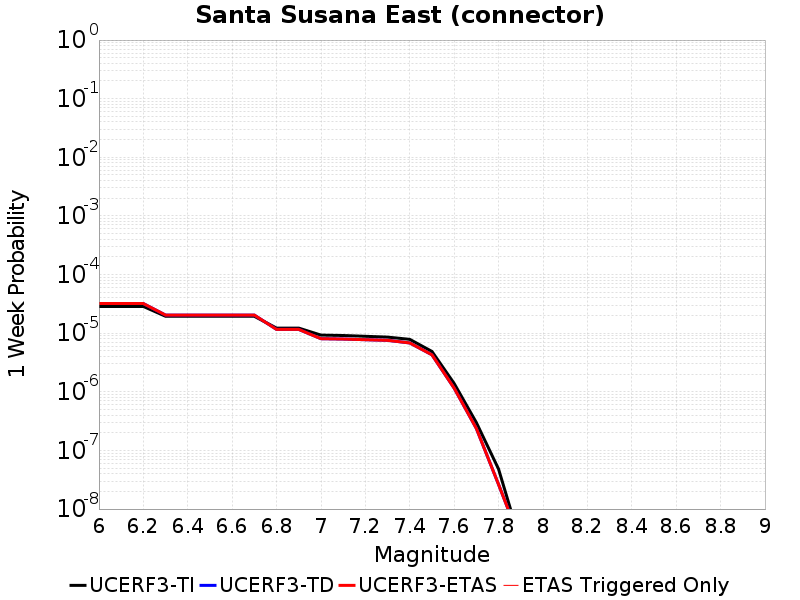 Santa Susana East (connector)
1 Week Probability
10^0
10^-1
10^-2
10^-3
10^-4
10^-5
10^-6
10^-7
10^-8
6 6.2 6.4 6.6 6.8 7 7.2 7.4 7.6 7.8 8 8.2 8.4 8.6 8.8 9
Magnitude
UCERF3-TI UCERF3-TD UCERF3-ETAS ETAS Triggered Only